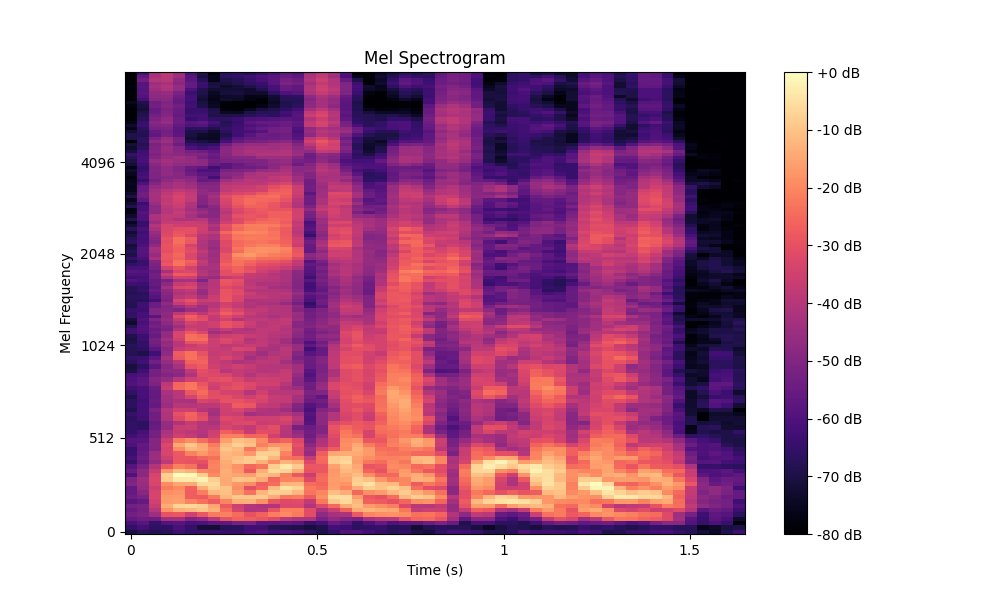 Mel Spectrogram
+0 dB
-10 dB
-20 dB
-30 dB
-40 dB
-50 dB
-60 dB
-70 dB
-80 dB
Mel Frequency
4096
2048
1024
512
0
0
0.5
1
1.5
Time (s)